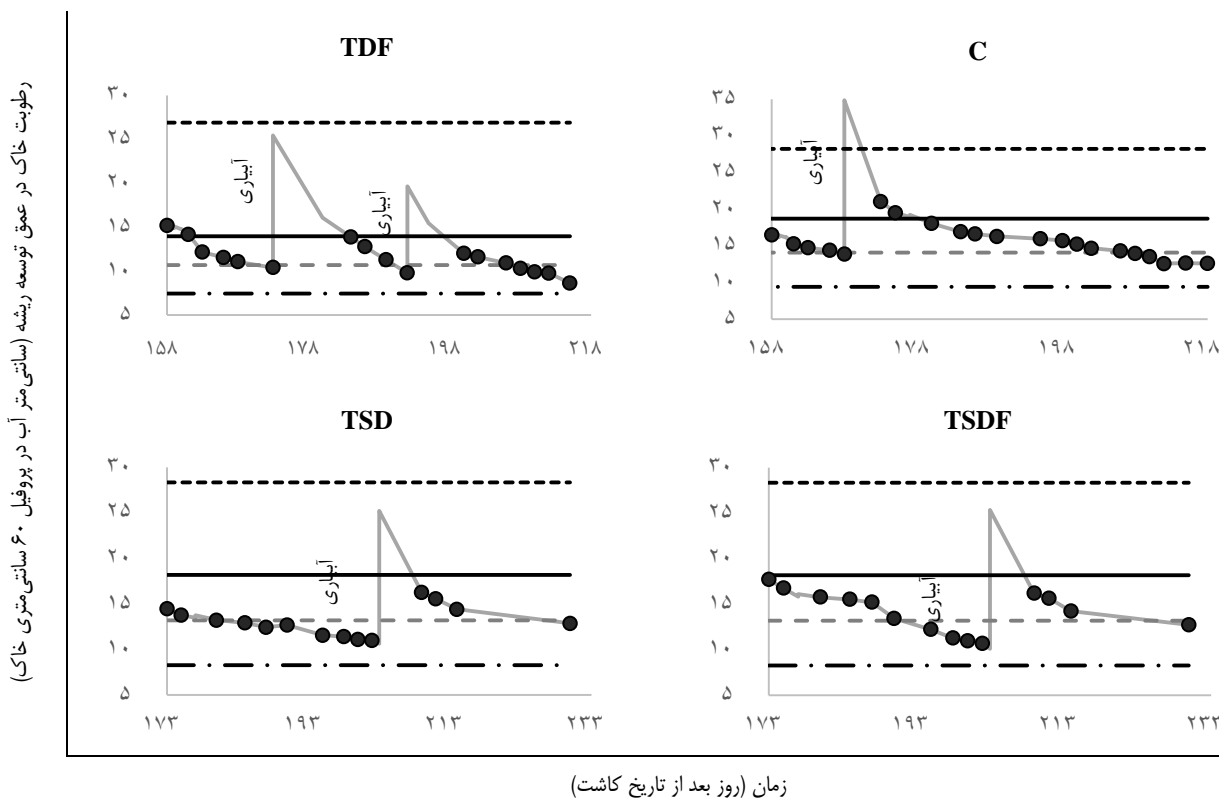 رطوبت خاک در عمق توسعه ریشه (سانتی‌متر آب در پروفیل ۶۰ سانتی‌متری خاک)
TDF
۳۰
۲۵
۲۰
۱۵
۱۰
۵
آبیاری
آبیاری
۱۵۸ ۱۷۸ ۱۹۸ ۲۱۸
C
۳۵
۳۰
۲۵
۲۰
۱۵
۱۰
۵
آبیاری
۱۵۸ ۱۷۸ ۱۹۸ ۲۱۸
TSD
۳۰
۲۵
۲۰
۱۵
۱۰
۵
آبیاری
۱۷۳ ۱۹۳ ۲۱۳ ۲۳۳
TSDF
۳۰
۲۵
۲۰
۱۵
۱۰
۵
آبیاری
۱۷۳ ۱۹۳ ۲۱۳ ۲۳۳
زمان (روز بعد از تاریخ کاشت)